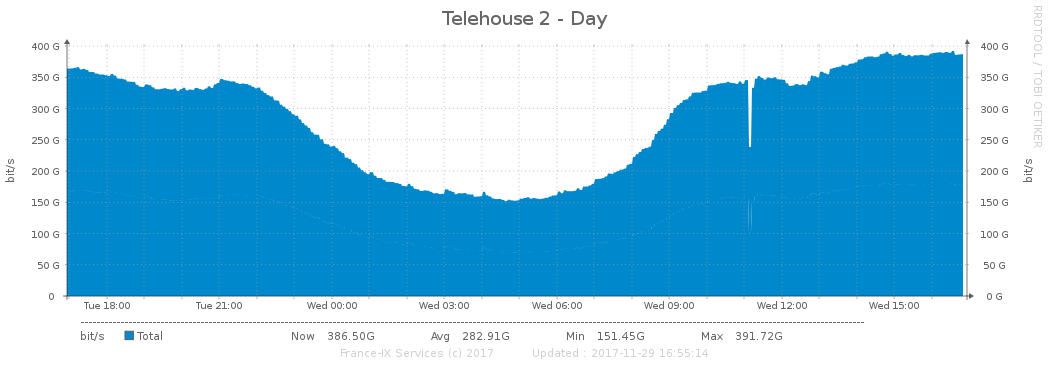 Telehouse 2 - Day
RRDTOOL / TOBI OETIKER
400 G 400 G
350 G 350 G
300 G 300 G
250 G 250 G
200 G 200 G
150 G 150 G
100 G 100 G
50 G 50 G
0 0 G
bit/s bit/s
Tue 18:00 Tue 21:00 Wed 00:00 Wed 03:00 Wed 06:00 Wed 09:00 Wed 12:00 Wed 15:00
bit/s Total Now 386.50G Avg 282.91G Min 151.45G Max 391.72G
France-IX Services (c) 2017 Updated : 2017-11-29 16:55:14